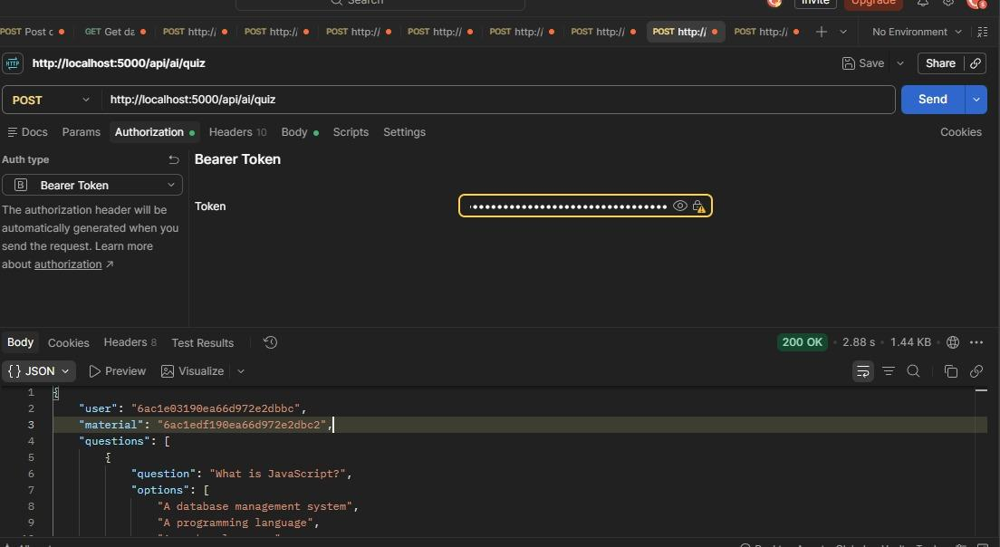 Search Invite Upgrade
POST Post c GET Get da POST http:// POST http:// POST http:// POST http:// POST http:// POST http:// POST http:// POST http:// No Environment
HTTP http://localhost:5000/api/ai/quiz Save Share
POST http://localhost:5000/api/ai/quiz Send
Docs Params Authorization Headers 10 Body Scripts Settings Cookies
Auth type
Bearer Token
B Bearer Token
Token
The authorization header will be
automatically generated when you
send the request. Learn more
about authorization ↗
Body Cookies Headers 8 Test Results 200 OK • 2.88 s • 1.44 KB •
{} JSON Preview Visualize
1 {
2 "user": "6ac1e03190ea66d972e2dbbc",
3 "material": "6ac1edf190ea66d972e2dbc2",
4 "questions": [
5 {
6 "question": "What is JavaScript?",
7 "options": [
8 "A database management system",
9 "A programming language",